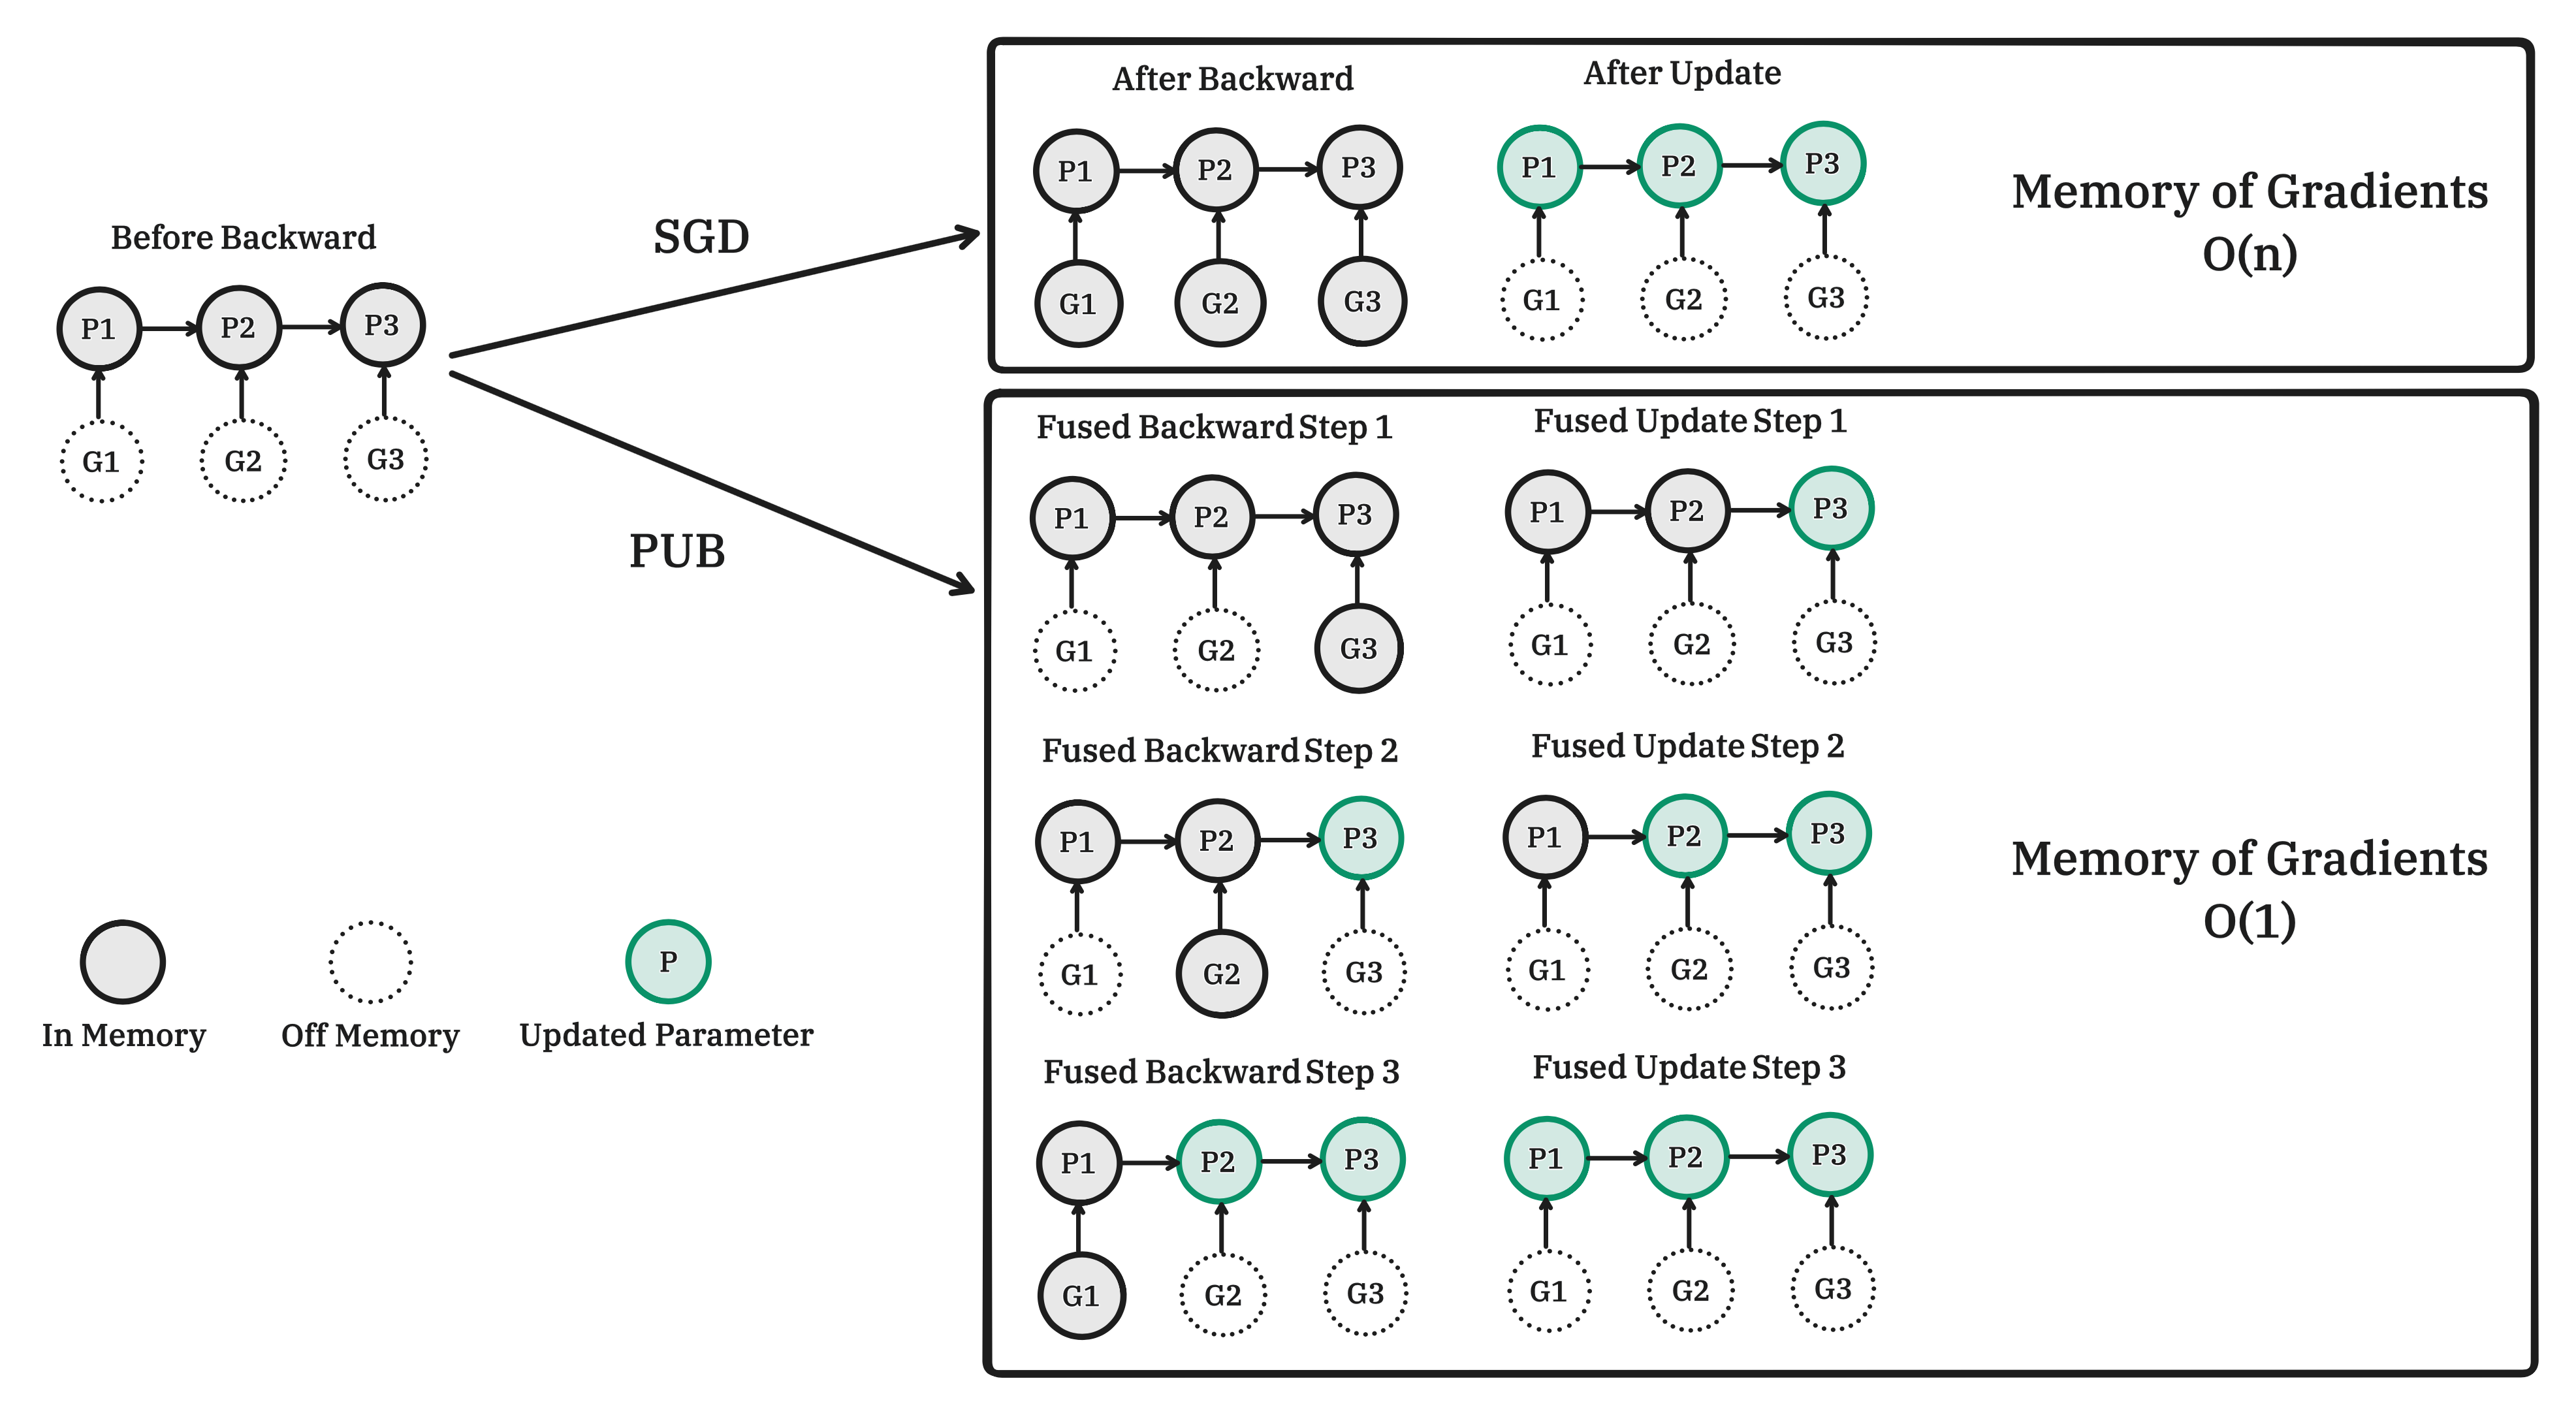 Before Backward
P1 P2 P3
G1 G2 G3
SGD
PUB
In Memory
Off Memory
P
Updated Parameter
After Backward
P1 P2 P3
G1 G2 G3
After Update
P1 P2 P3
G1 G2 G3
Memory of Gradients
O(n)
Fused Backward Step 1
P1 P2 P3
G1 G2 G3
Fused Update Step 1
P1 P2 P3
G1 G2 G3
Fused Backward Step 2
P1 P2 P3
G1 G2 G3
Fused Update Step 2
P1 P2 P3
G1 G2 G3
Fused Backward Step 3
P1 P2 P3
G1 G2 G3
Fused Update Step 3
P1 P2 P3
G1 G2 G3
Memory of Gradients
O(1)